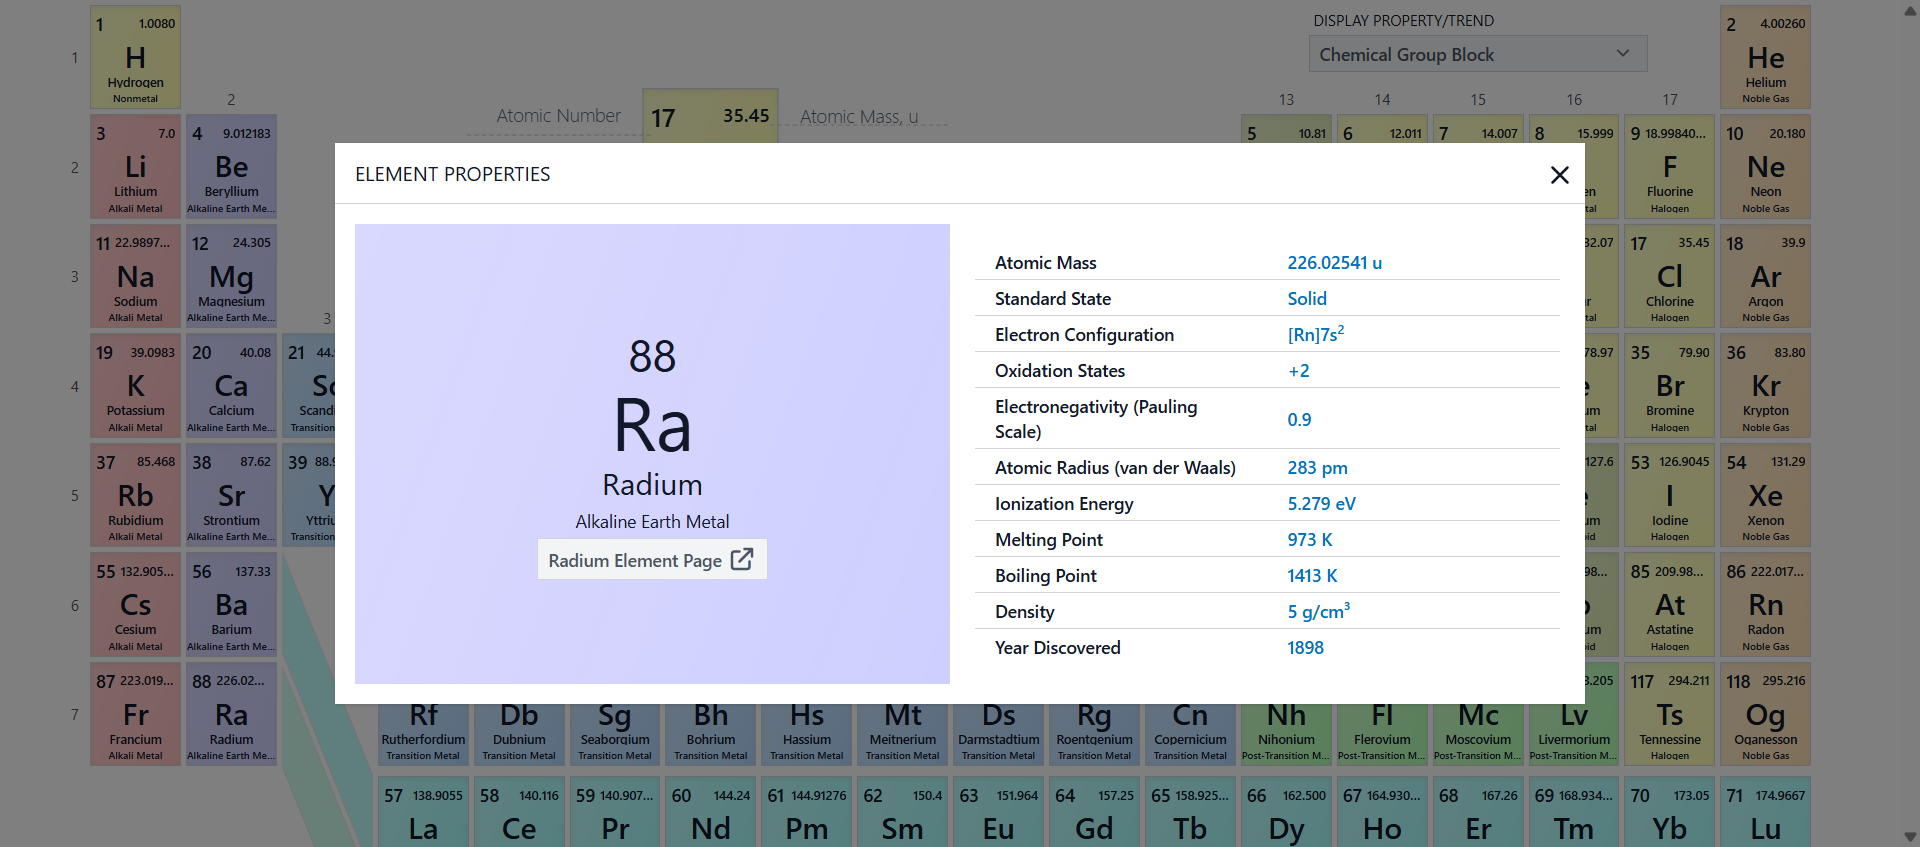 1 1.0080
H
Hydrogen
Nonmetal
DISPLAY PROPERTY/TREND
Chemical Group Block
2 4.00260
He
Helium
Noble Gas
1
2
13 14 15 16 17
Atomic Number 17 35.45 Atomic Mass, u
3 7.0
Li
Lithium
Alkali Metal
4 9.012183
Be
Beryllium
Alkaline Earth Me...
5 10.81
6 12.011
7 14.007
8 15.999
9 18.99840...
F
Fluorine
Halogen
10 20.180
Ne
Neon
Noble Gas
2
ELEMENT PROPERTIES
88
Ra
Radium
Alkaline Earth Metal
Radium Element Page
Atomic Mass 226.02541 u
Standard State Solid
Electron Configuration [Rn]7s²
Oxidation States +2
Electronegativity (Pauling
Scale) 0.9
Atomic Radius (van der Waals) 283 pm
Ionization Energy 5.279 eV
Melting Point 973 K
Boiling Point 1413 K
Density 5 g/cm³
Year Discovered 1898
3
11 22.9897...
Na
Sodium
Alkali Metal
12 24.305
Mg
Magnesium
Alkaline Earth Me...
3
17 35.45
Cl
Chlorine
Halogen
18 39.9
Ar
Argon
Noble Gas
4
19 39.0983
K
Potassium
Alkali Metal
20 40.08
Ca
Calcium
Alkaline Earth Me...
21 44.
Sc
Scandi
Transition
78.97
35 79.90
Br
Bromine
Halogen
36 83.80
Kr
Krypton
Noble Gas
5
37 85.468
Rb
Rubidium
Alkali Metal
38 87.62
Sr
Strontium
Alkaline Earth Me...
39 88.9
Y
Yttriu
Transition
127.6
53 126.9045
I
Iodine
Halogen
54 131.29
Xe
Xenon
Noble Gas
6
55 132.905...
Cs
Cesium
Alkali Metal
56 137.33
Ba
Barium
Alkaline Earth Me...
85 209.98...
At
Astatine
Halogen
86 222.017...
Rn
Radon
Noble Gas
7
87 223.019...
Fr
Francium
Alkali Metal
88 226.02...
Ra
Radium
Alkaline Earth Me...
Rf
Rutherfordium
Transition Metal
Db
Dubnium
Transition Metal
Sg
Seaborgium
Transition Metal
Bh
Bohrium
Transition Metal
Hs
Hassium
Transition Metal
Mt
Meitnerium
Transition Metal
Ds
Darmstadtium
Transition Metal
Rg
Roentgenium
Transition Metal
Cn
Copernicium
Transition Metal
Nh
Nihonium
Post-Transition M...
Fl
Flerovium
Post-Transition M...
Mc
Moscovium
Post-Transition M...
Lv
Livermorium
Post-Transition M...
117 294.211
Ts
Tennessine
Halogen
118 295.216
Og
Oganesson
Noble Gas
57 138.9055
La
58 140.116
Ce
59 140.907...
Pr
60 144.24
Nd
61 144.91276
Pm
62 150.4
Sm
63 151.964
Eu
64 157.25
Gd
65 158.925...
Tb
66 162.500
Dy
67 164.930...
Ho
68 167.26
Er
69 168.934...
Tm
70 173.05
Yb
71 174.9667
Lu